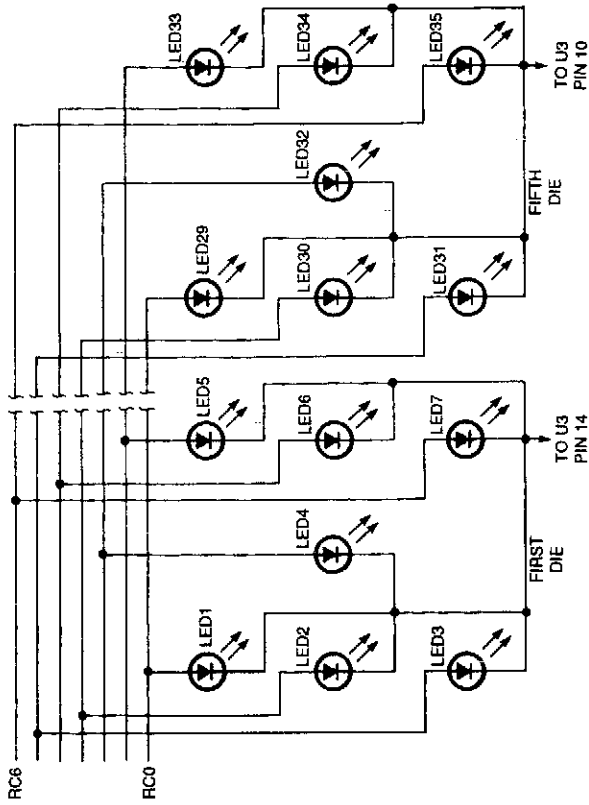 RC6
RC0
LED1
LED2
LED3
LED4
FIRST
DIE
LED5
LED6
LED7
TO U3
PIN 14
LED29
LED30
LED31
LED32
FIFTH
DIE
LED33
LED34
LED35
TO U3
PIN 10